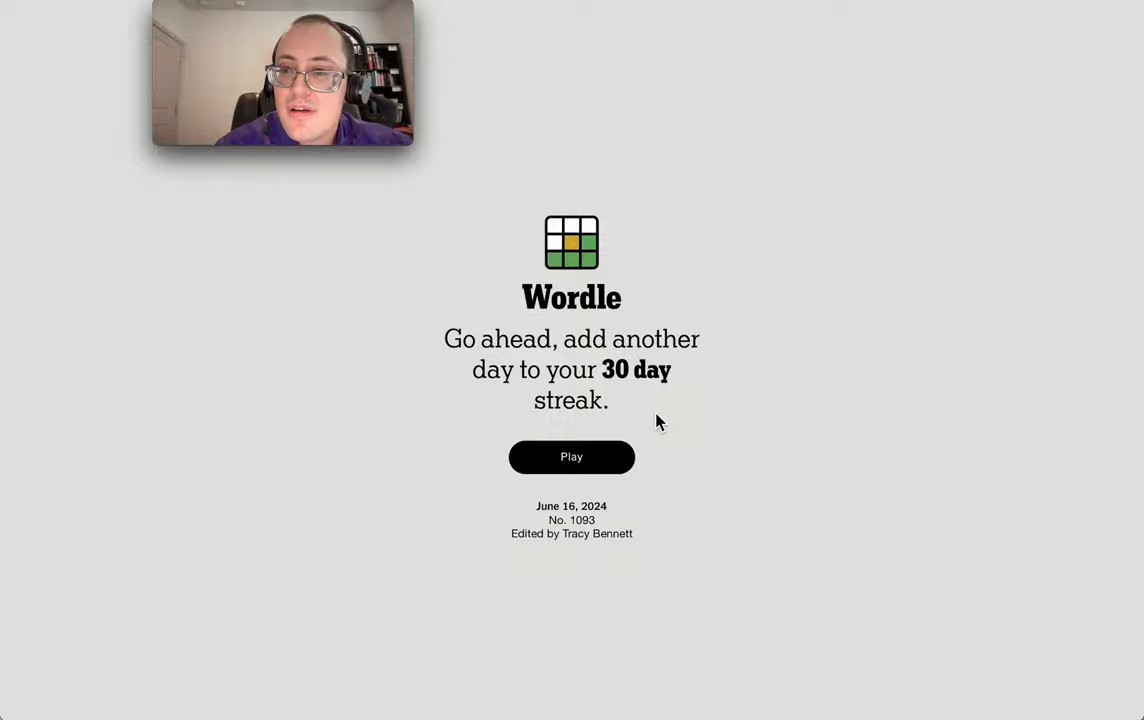 Wordle
Go ahead, add another
day to your 30 day
streak.
Play
June 16, 2024
No. 1093
Edited by Tracy Bennett